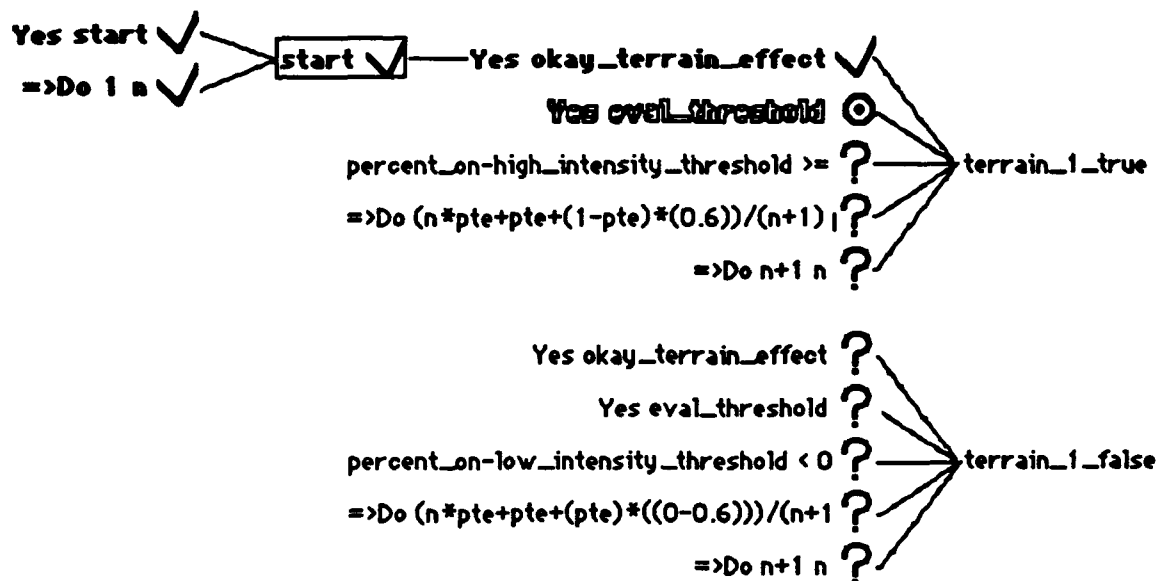 Yes start
=>Do 1 n
start
Yes okay_terrain_effect
Yes eval_threshold
percent_on-high_intensity_threshold >= ?
=>Do (n*pte+pte+(1-pte)*(0.6))/(n+1) ?
=>Do n+1 n ?
terrain_1_true
Yes okay_terrain_effect ?
Yes eval_threshold ?
percent_on-low_intensity_threshold < 0 ?
=>Do (n*pte+pte+(pte)*((0-0.6)))/(n+1 ?
=>Do n+1 n ?
terrain_1_false